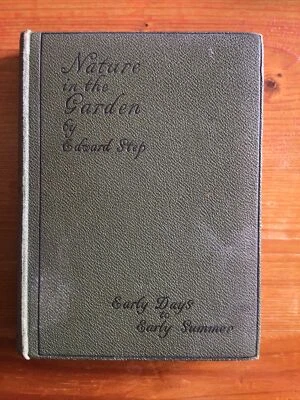 Nature
in the
Garden
by
Edward Step
Early Days
to
Early Summer